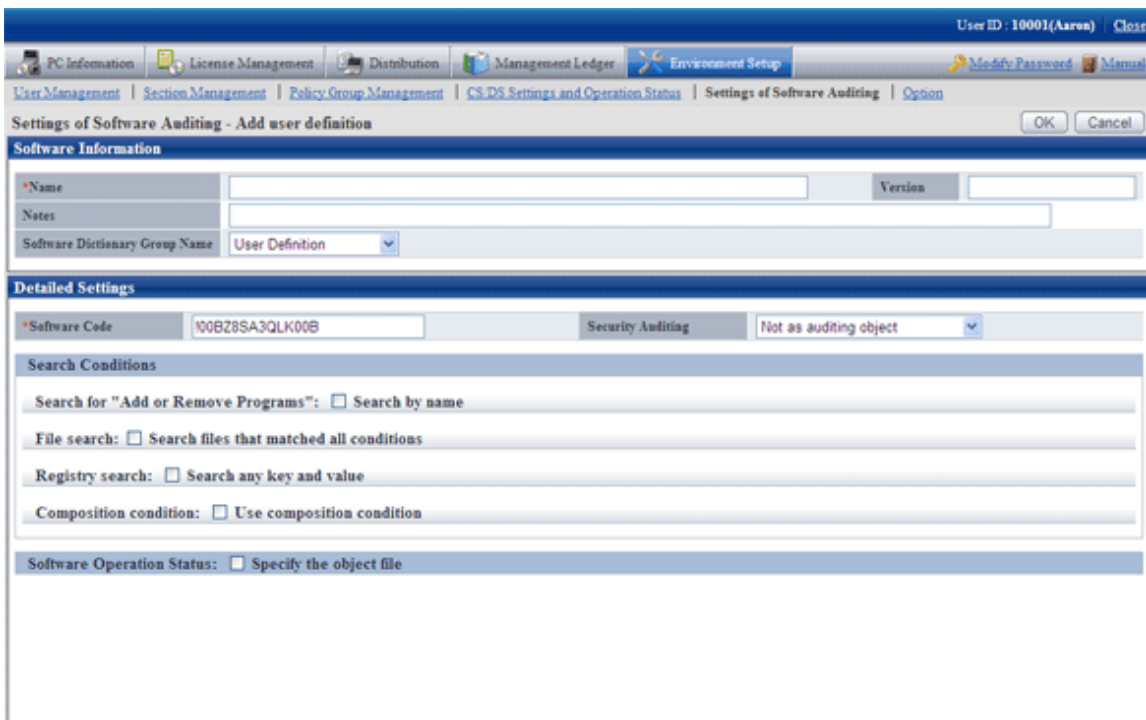 User ID : 10001(Aaron) Close
PC Information License Management Distribution Management Ledger Environment Setup Modify Password Manual
User Management | Section Management | Policy Group Management | CS/DS Settings and Operation Status | Settings of Software Auditing | Option
Settings of Software Auditing - Add user definition OK Cancel
Software Information
*Name Version
Notes
Software Dictionary Group Name User Definition
Detailed Settings
*Software Code !00BZ8SA3QLK00B Security Auditing Not as auditing object
Search Conditions
Search for "Add or Remove Programs": Search by name
File search: Search files that matched all conditions
Registry search: Search any key and value
Composition condition: Use composition condition
Software Operation Status: Specify the object file